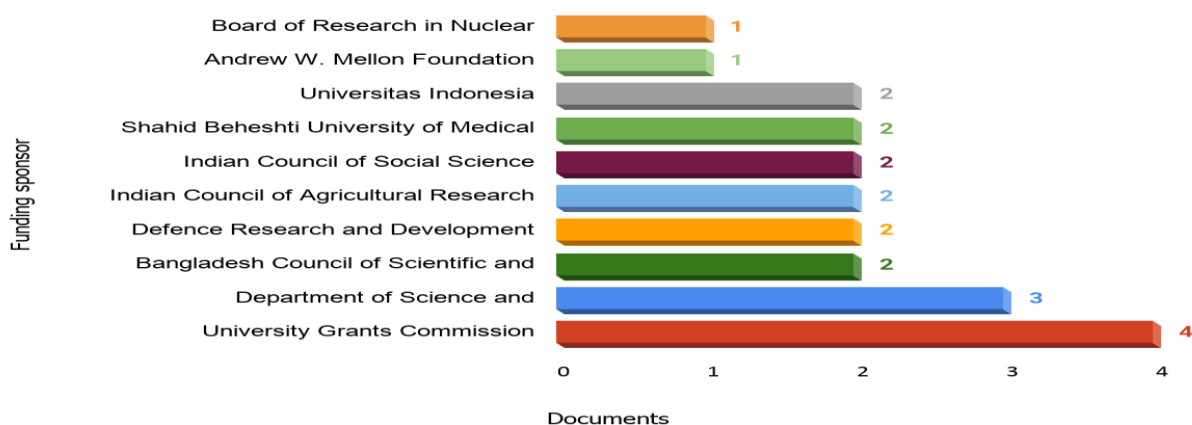 Board of Research in Nuclear 1
Andrew W. Mellon Foundation 1
Universitas Indonesia 2
Shahid Beheshti University of Medical 2
Indian Council of Social Science 2
Indian Council of Agricultural Research 2
Defence Research and Development 2
Bangladesh Council of Scientific and 2
Department of Science and 3
University Grants Commission 4
Funding sponsor
0 1 2 3 4
Documents